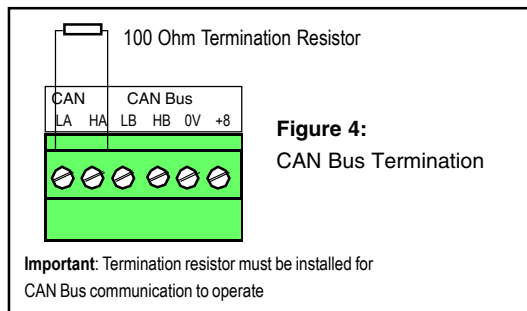 100 Ohm Termination Resistor
CAN CAN Bus
LA HA LB HB 0V +8
Figure 4:
CAN Bus Termination
Important: Termination resistor must be installed for
CAN Bus communication to operate